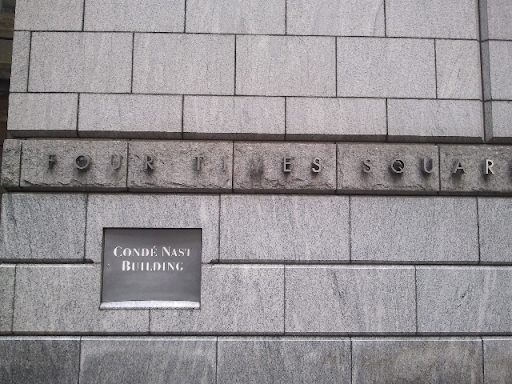 FOUR TIMES SQUAR
CONDÉ NAST
BUILDING